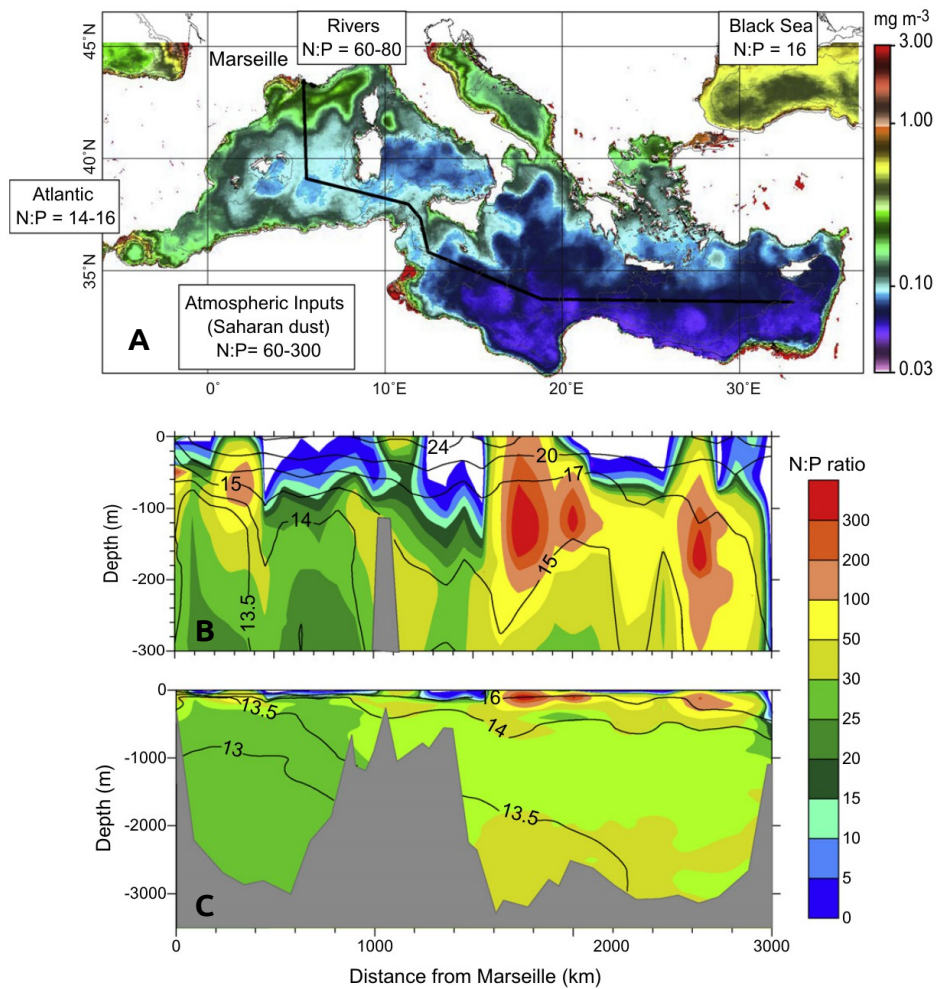 Rivers
N:P = 60-80
Black Sea
N:P = 16
mg m-3
45°N
Marseille
3.00
1.00
40°N
Atlantic
N:P = 14-16
35°N
Atmospheric Inputs
(Saharan dust)
N:P= 60-300
0.10
A
0.03
0°
10°E
20°E
30°E
0
24
20
17
N:P ratio
15
-100
14
300
Depth (m)
200
-200
15
13.5
100
B
-300
50
0
16
30
13.5
14
25
13
-1000
20
Depth (m)
13.5
15
-2000
10
-3000
C
5
0
0
1000
2000
3000
Distance from Marseille (km)